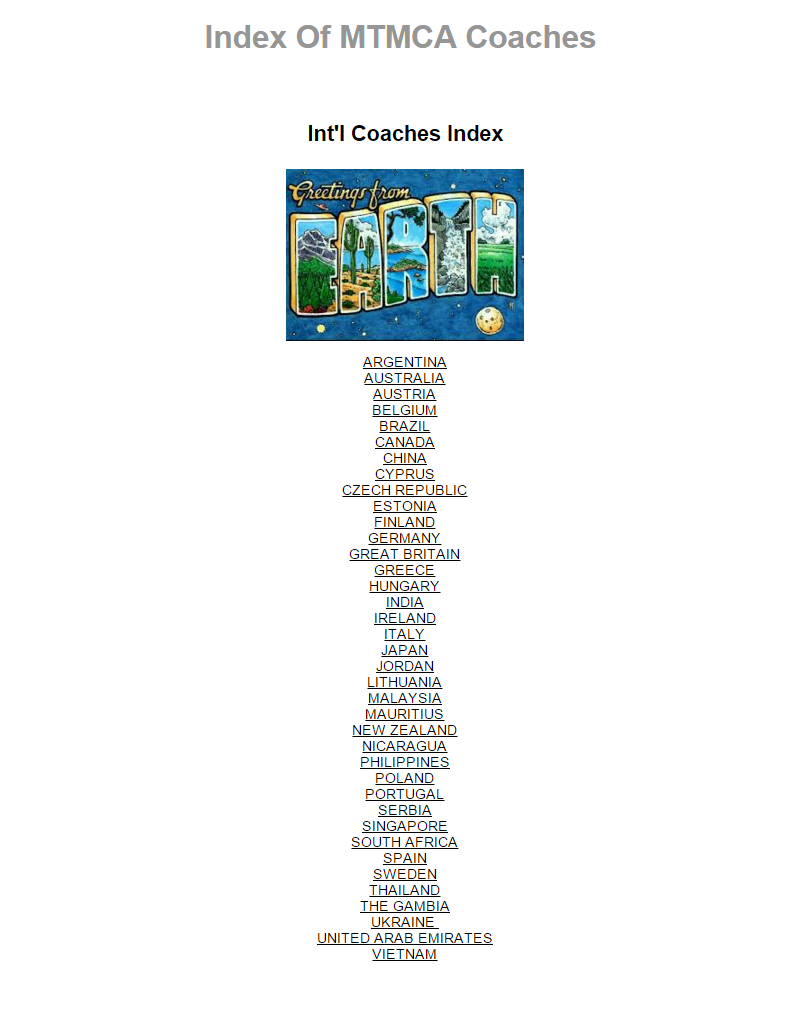 Index Of MTMCA Coaches
Int'l Coaches Index
Greetings from
EARTH
ARGENTINA
AUSTRALIA
AUSTRIA
BELGIUM
BRAZIL
CANADA
CHINA
CYPRUS
CZECH REPUBLIC
ESTONIA
FINLAND
GERMANY
GREAT BRITAIN
GREECE
HUNGARY
INDIA
IRELAND
ITALY
JAPAN
JORDAN
LITHUANIA
MALAYSIA
MAURITIUS
NEW ZEALAND
NICARAGUA
PHILIPPINES
POLAND
PORTUGAL
SERBIA
SINGAPORE
SOUTH AFRICA
SPAIN
SWEDEN
THAILAND
THE GAMBIA
UKRAINE
UNITED ARAB EMIRATES
VIETNAM